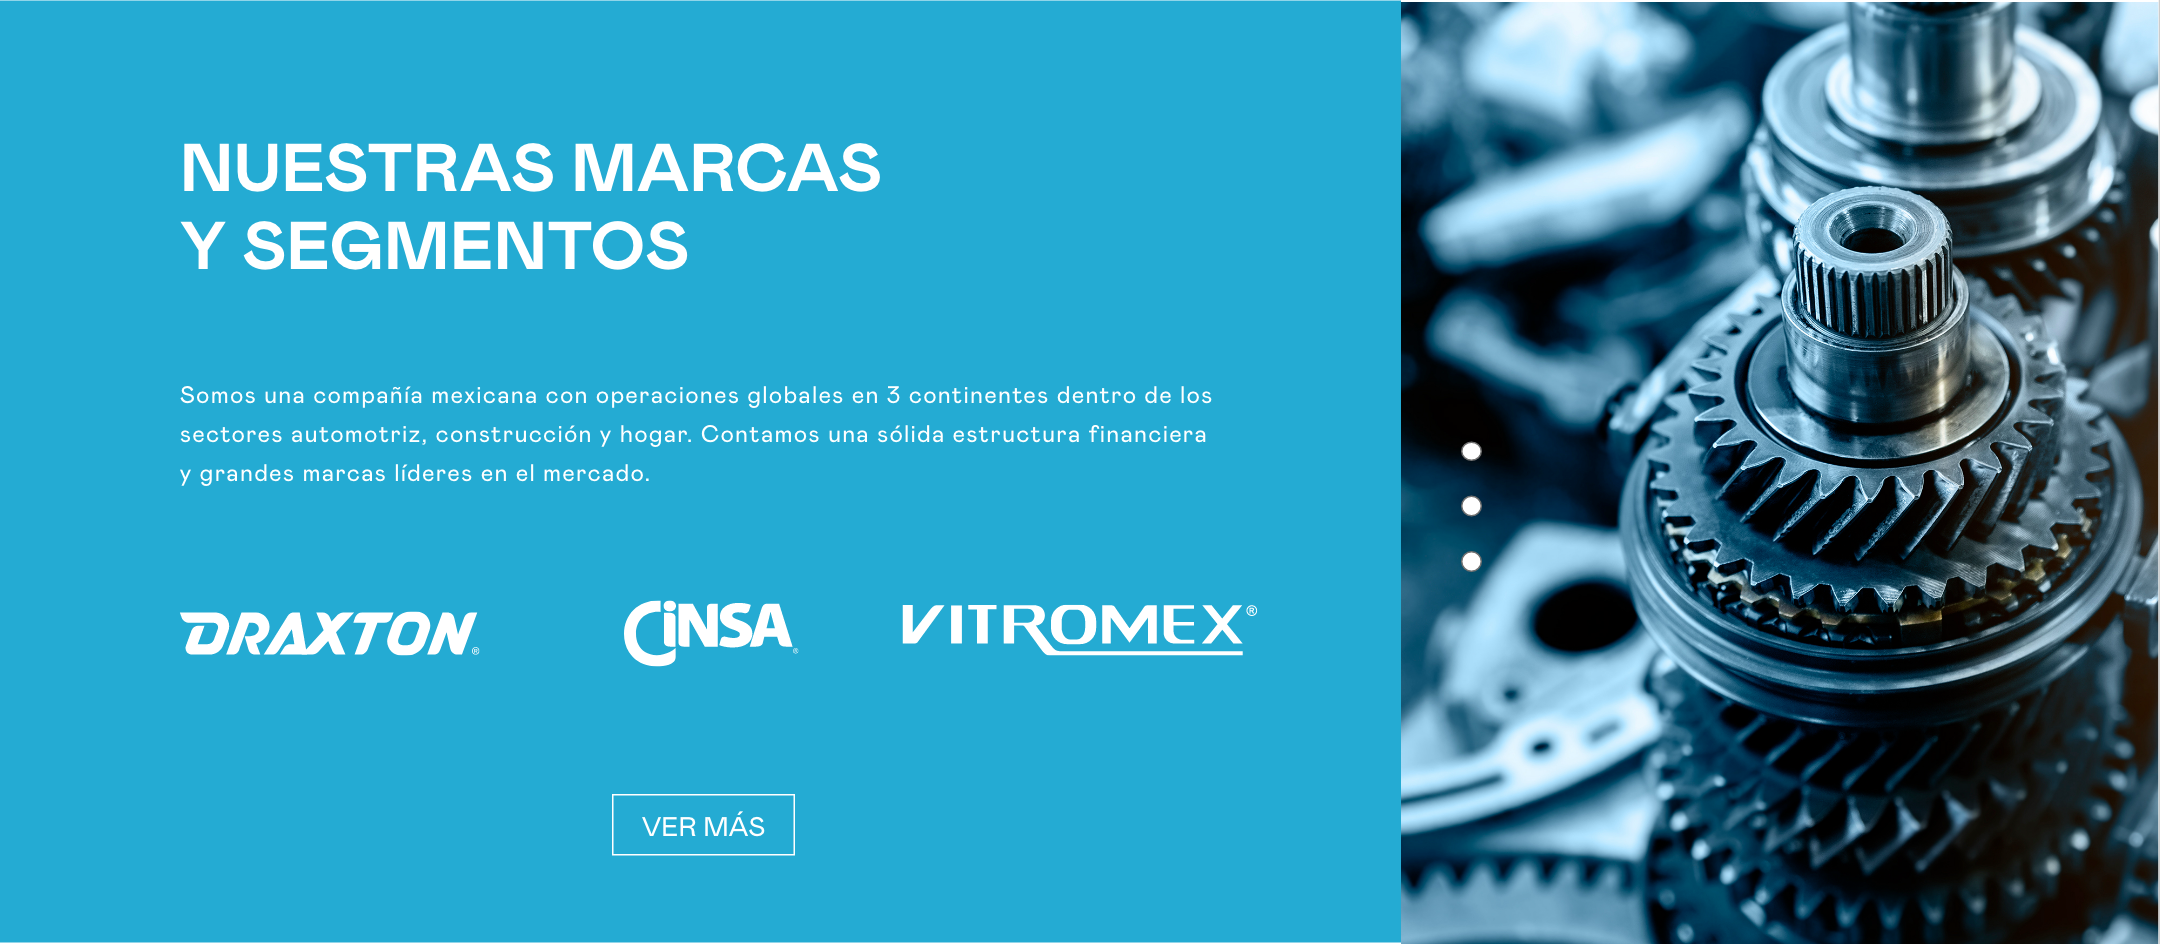 NUESTRAS MARCAS
Y SEGMENTOS
Somos una compañía mexicana con operaciones globales en 3 continentes dentro de los
sectores automotriz, construcción y hogar. Contamos una sólida estructura financiera
y grandes marcas líderes en el mercado.
DRAXTON® CiNSA® VITROMEX®
VER MÁS